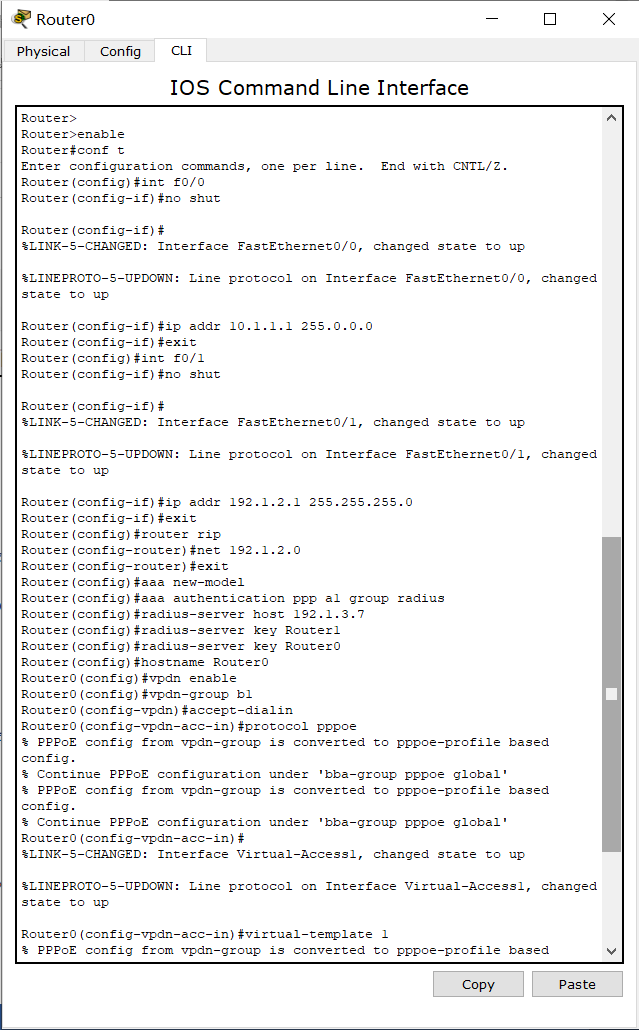 Router0
Physical
Config
CLI
IOS Command Line Interface
Router>
Router>enable
Router#conf t
Enter configuration commands, one per line.  End with CNTL/Z.
Router(config)#int f0/0
Router(config-if)#no shut
Router(config-if)#
%LINK-5-CHANGED: Interface FastEthernet0/0, changed state to up
%LINEPROTO-5-UPDOWN: Line protocol on Interface FastEthernet0/0, changed
state to up
Router(config-if)#ip addr 10.1.1.1 255.0.0.0
Router(config-if)#exit
Router(config)#int f0/1
Router(config-if)#no shut
Router(config-if)#
%LINK-5-CHANGED: Interface FastEthernet0/1, changed state to up
%LINEPROTO-5-UPDOWN: Line protocol on Interface FastEthernet0/1, changed
state to up
Router(config-if)#ip addr 192.1.2.1 255.255.255.0
Router(config-if)#exit
Router(config)#router rip
Router(config-router)#net 192.1.2.0
Router(config-router)#exit
Router(config)#aaa new-model
Router(config)#aaa authentication ppp a1 group radius
Router(config)#radius-server host 192.1.3.7
Router(config)#radius-server key Router1
Router(config)#radius-server key Router0
Router(config)#hostname Router0
Router0(config)#vpdn enable
Router0(config)#vpdn-group b1
Router0(config-vpdn)#accept-dialin
Router0(config-vpdn-acc-in)#protocol pppoe
% PPPoE config from vpdn-group is converted to pppoe-profile based
config.
% Continue PPPoE configuration under 'bba-group pppoe global'
% PPPoE config from vpdn-group is converted to pppoe-profile based
config.
% Continue PPPoE configuration under 'bba-group pppoe global'
Router0(config-vpdn-acc-in)#
%LINK-5-CHANGED: Interface Virtual-Access1, changed state to up
%LINEPROTO-5-UPDOWN: Line protocol on Interface Virtual-Access1, changed
state to up
Router0(config-vpdn-acc-in)#virtual-template 1
% PPPoE config from vpdn-group is converted to pppoe-profile based
Copy
Paste